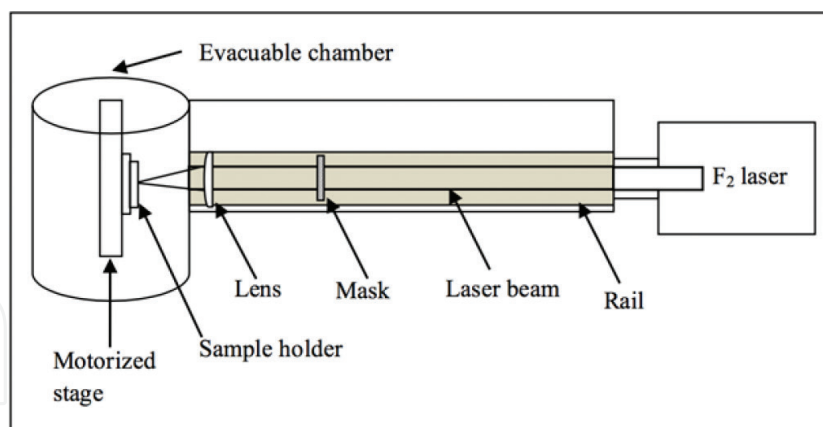 Evacuable chamber
F₂ laser
Lens
Mask
Laser beam
Rail
Sample holder
Motorized
stage